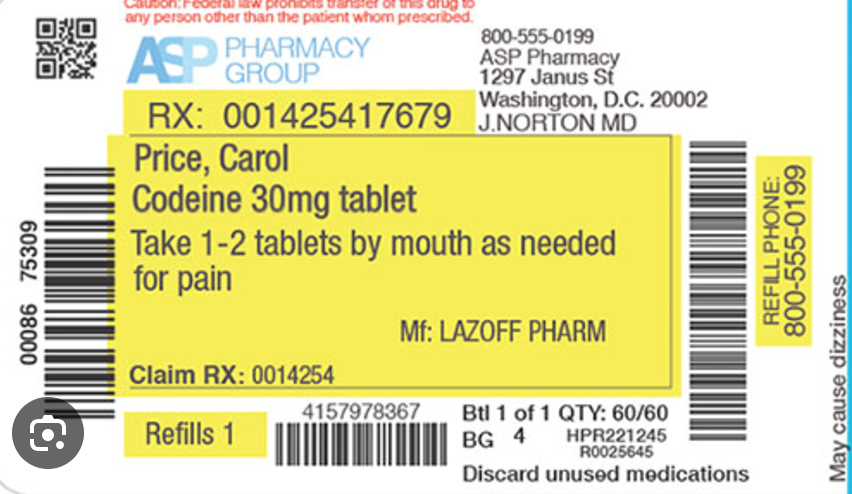 Caution: Federal law prohibits transfer of this drug to
any person other than the patient whom prescribed.
ASP PHARMACY
GROUP
800-555-0199
ASP Pharmacy
1297 Janus St
Washington, D.C. 20002
J.NORTON MD
RX: 001425417679
Price, Carol
Codeine 30mg tablet
Take 1-2 tablets by mouth as needed
for pain
Mf: LAZOFF PHARM
Claim RX: 0014254
00086 75309
REFILL PHONE:
800-555-0199
May cause dizziness
Refills 1
4157978367
Btl 1 of 1 QTY: 60/60
BG 4 HPR221245
R0025645
Discard unused medications